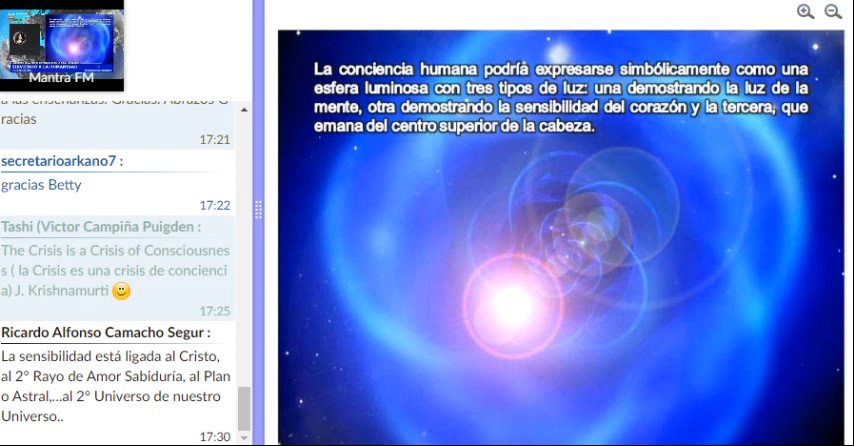 Mantra FM
racias
17:21
secretarioarkano7 :
gracias Betty
17:22
Tashi (Victor Campiña Puigden :
The Crisis is a Crisis of Consciousnes
s ( la Crisis es una crisis de concienci
a) J. Krishnamurti
17:25
Ricardo Alfonso Camacho Segur :
La sensibilidad está ligada al Cristo,
al 2° Rayo de Amor Sabiduría, al Plan
o Astral,...al 2° Universo de nuestro
Universo..
17:30
La conciencia humana podría expresarse simbólicamente como una
esfera luminosa con tres tipos de luz: una demostrando la luz de la
mente, otra demostrando la sensibilidad del corazón y la tercera, que
emana del centro superior de la cabeza.